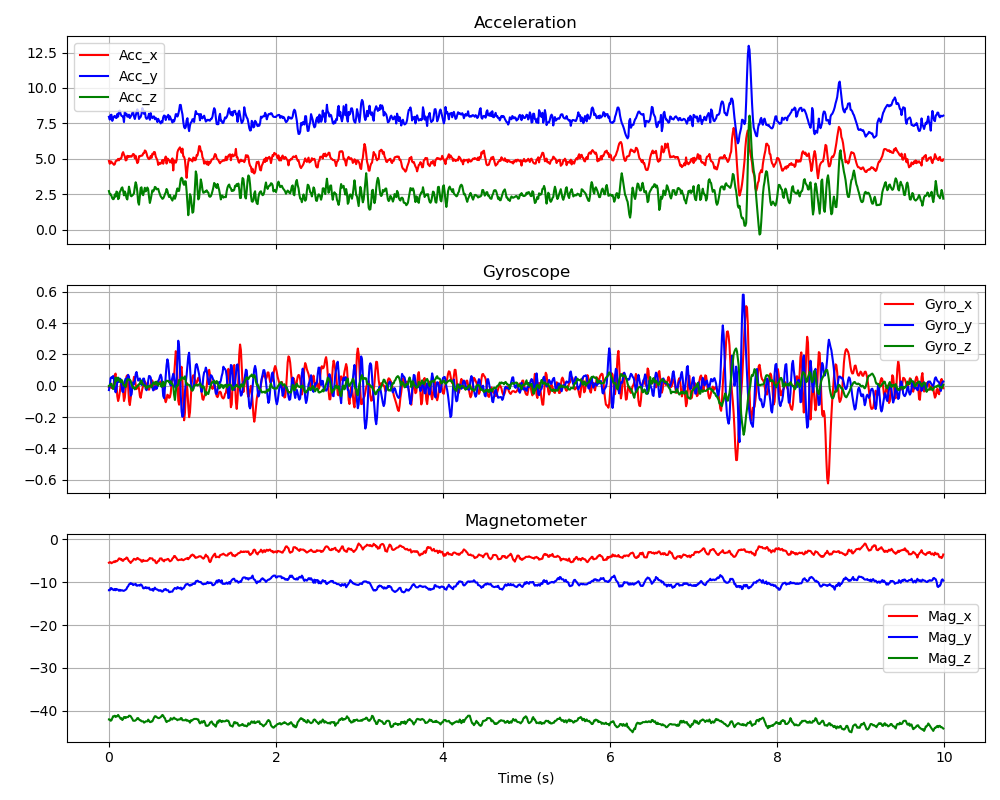 Acceleration
12.5
10.0
7.5
5.0
2.5
0.0
Acc_x
Acc_y
Acc_z
Gyroscope
0.6
0.4
0.2
0.0
−0.2
−0.4
−0.6
Gyro_x
Gyro_y
Gyro_z
Magnetometer
0
−10
−20
−30
−40
Mag_x
Mag_y
Mag_z
0 2 4 6 8 10
Time (s)